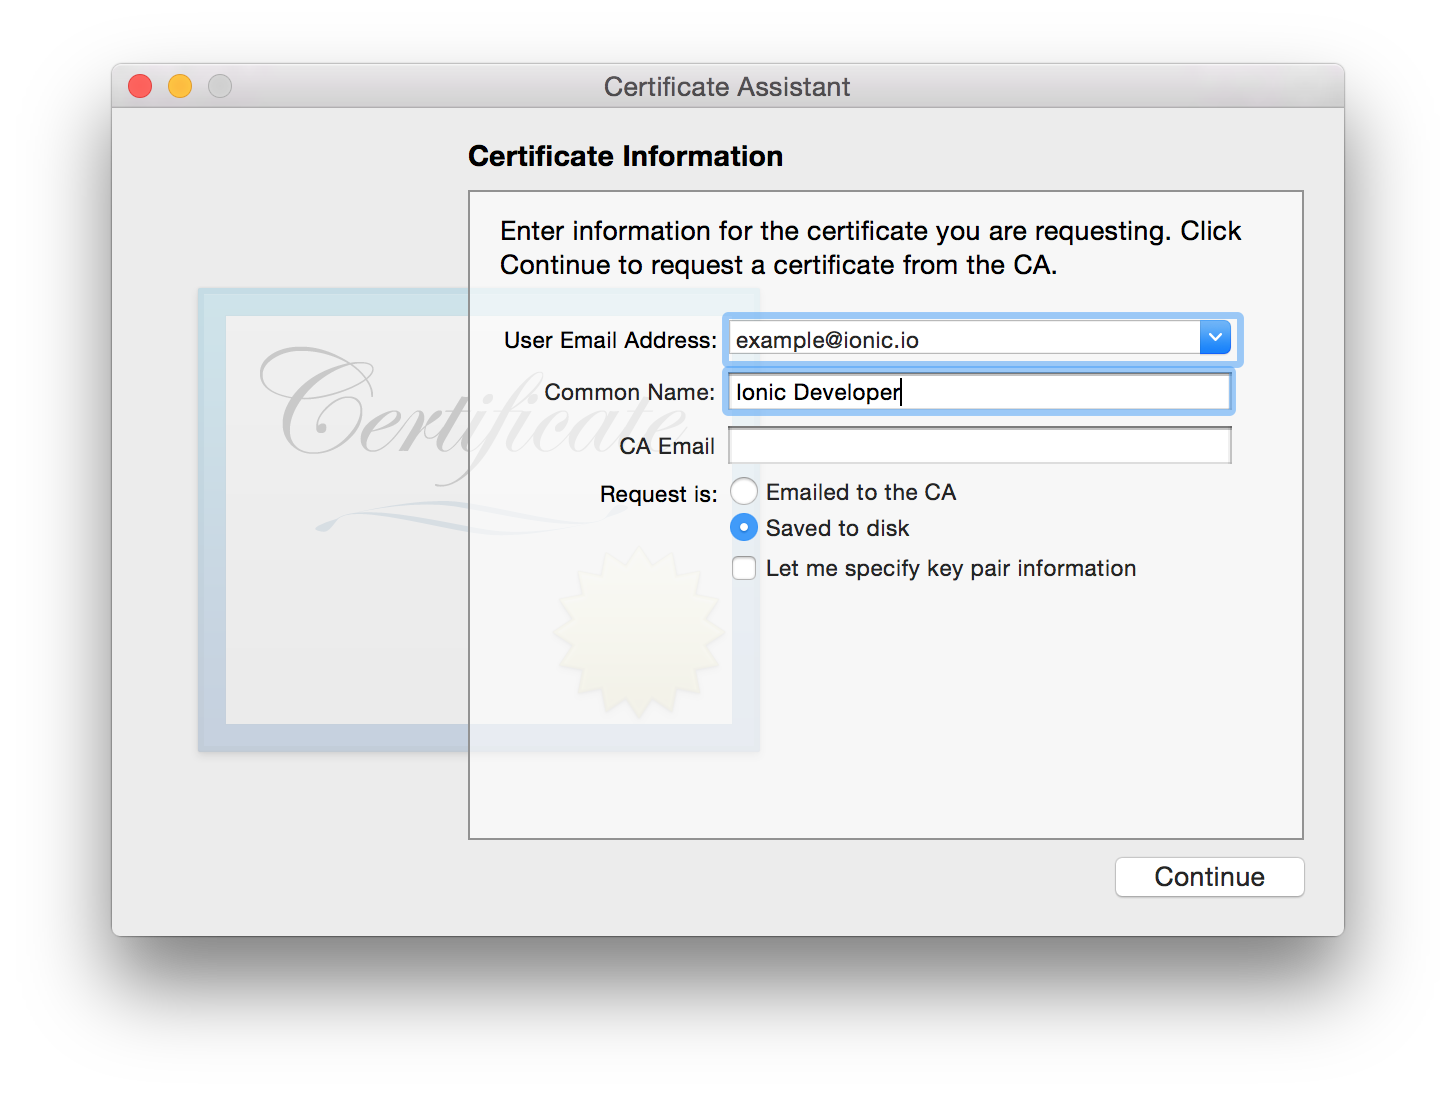 Certificate Assistant
Certificate Information
Enter information for the certificate you are requesting. Click
Continue to request a certificate from the CA.
Certificate
User Email Address: example@ionic.io
Common Name: Ionic Developer
CA Email
Request is: Emailed to the CA
Saved to disk
Let me specify key pair information
Continue